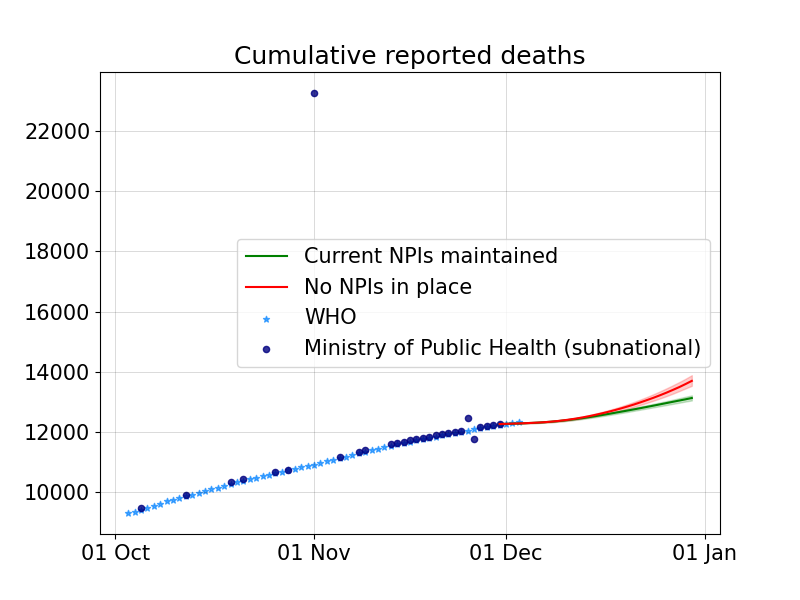 Cumulative reported deaths
22000
20000
18000
16000
14000
12000
10000
Current NPIs maintained
No NPIs in place
WHO
Ministry of Public Health (subnational)
01 Oct
01 Nov
01 Dec
01 Jan